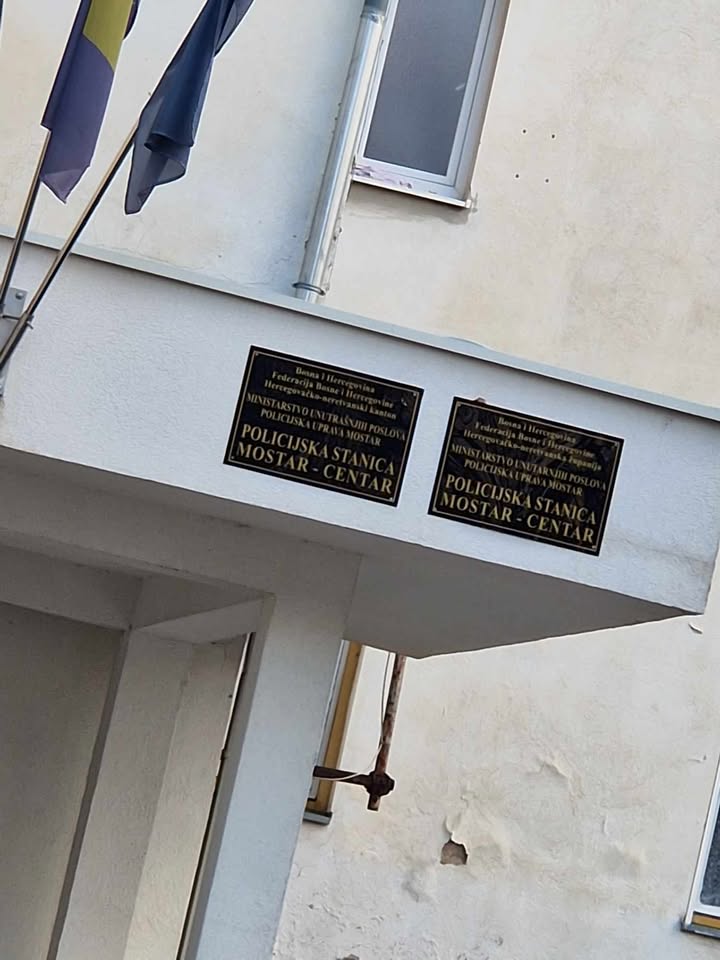 Bosna i Hercegovina
Federacija Bosne i Hercegovine
Hercegovačko-neretvanski kanton
MINISTARSTVO UNUTRAŠNJIH POSLOVA
POLICIJSKA UPRAVA MOSTAR
POLICIJSKA STANICA
MOSTAR - CENTAR
Bosna i Hercegovina
Federacija Bosne i Hercegovine
Hercegovačko-neretvanska županija
MINISTARSTVO UNUTARNJIH POSLOVA
POLICIJSKA UPRAVA MOSTAR
POLICIJSKA STANICA
MOSTAR - CENTAR